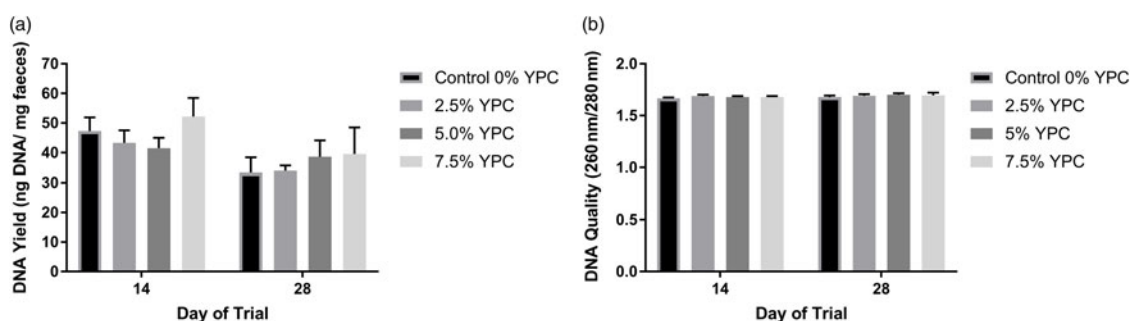 (a)
DNA Yield (ng DNA/ mg faeces)
70
60
50
40
30
20
10
0
14
28
Day of Trial
Control 0% YPC
2.5% YPC
5.0% YPC
7.5% YPC
(b)
DNA Quality (260 nm/280 nm)
2.0
1.5
1.0
0.5
0.0
14
28
Day of Trial
Control 0% YPC
2.5% YPC
5% YPC
7.5% YPC